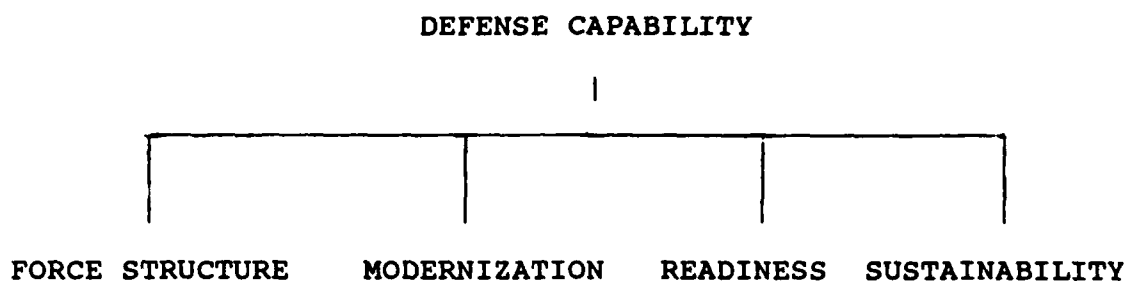 DEFENSE CAPABILITY
FORCE STRUCTURE MODERNIZATION READINESS SUSTAINABILITY